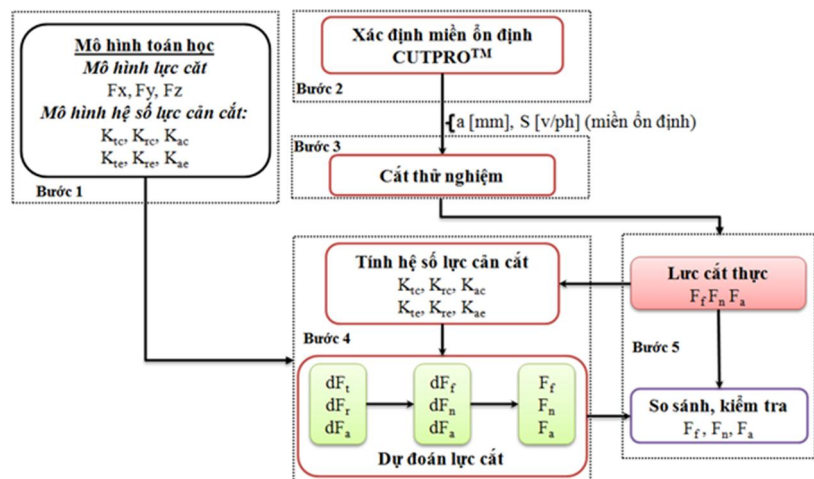 Mô hình toán học
Mô hình lực cắt
Fx, Fy, Fz
Mô hình hệ số lực cản cắt:
Ktc, Krc, Kac
Kte, Kre, Kae
Bước 1
Xác định miền ổn định
CUTPRO™
Bước 2
{a [mm], S [v/ph] (miền ổn định)
Bước 3
Cắt thử nghiệm
Tính hệ số lực cản cắt
Ktc, Krc, Kac
Kte, Kre, Kae
Bước 4
dFt
dFr
dFa
dFf
dFn
dFa
Ff
Fn
Fa
Dự đoán lực cắt
Lưc cắt thực
Ff Fn Fa
Bước 5
So sánh, kiểm tra
Ff, Fn, Fa